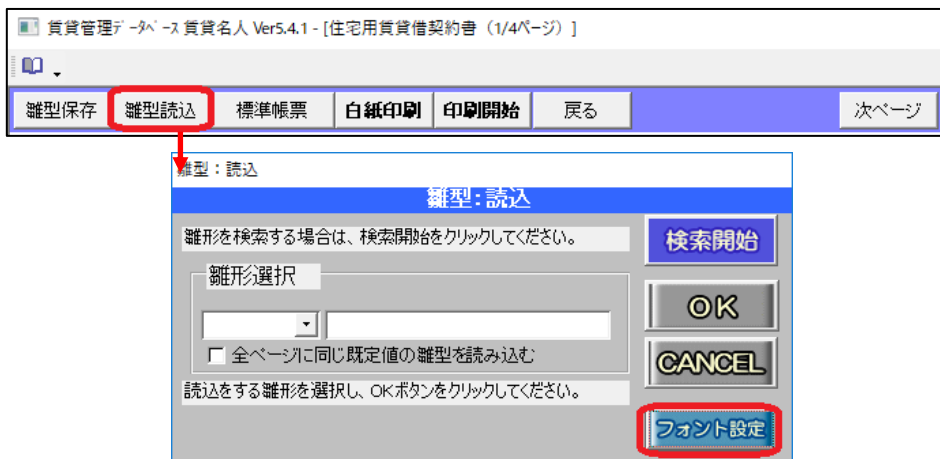 賃貸管理ﾃﾞｰﾀﾍﾞｰｽ 賃貸名人 Ver5.4.1 - [住宅用賃貸借契約書（1/4ページ）]
雛型保存 雛型読込 標準帳票 白紙印刷 印刷開始 戻る 次ページ
雛型：読込
雛型：読込
雛形を検索する場合は、検索開始をクリックしてください。
検索開始
雛形選択
OK
全ページに同じ既定値の雛型を読み込む
CANCEL
読込をする雛形を選択し、OKボタンをクリックしてください。
フォント設定